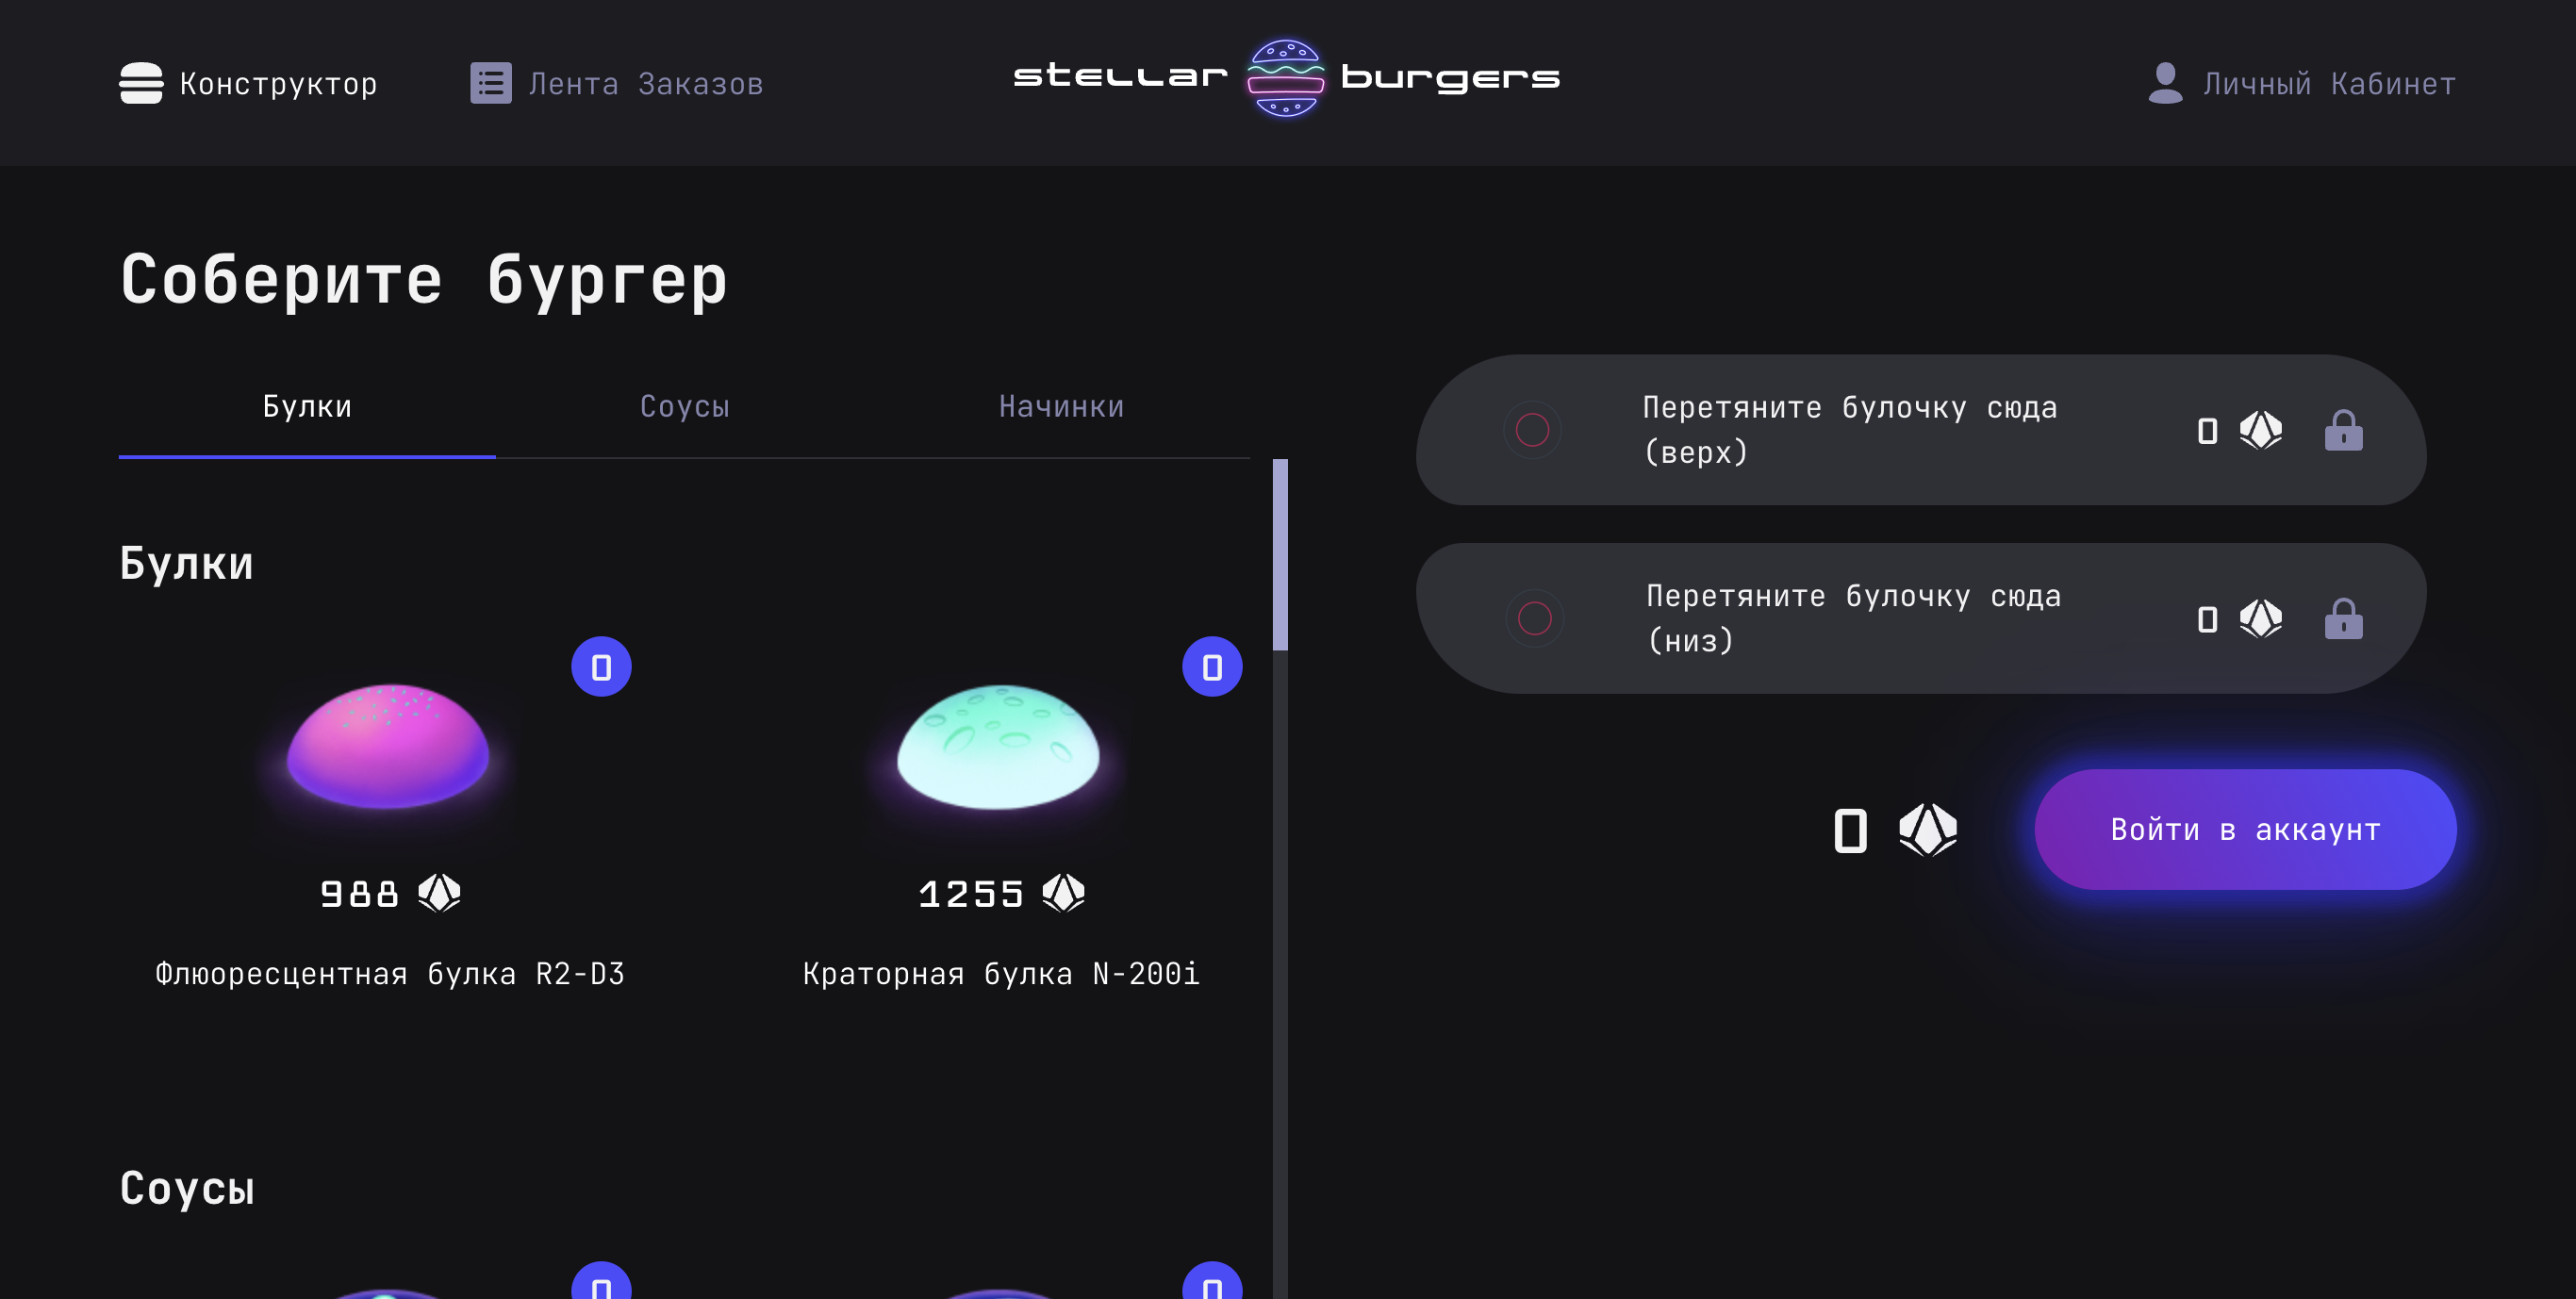 Конструктор
Лента Заказов
stellar burgers
Личный Кабинет
Соберите бургер
Булки
Соусы
Начинки
Булки
0
0
988
1255
Флюоресцентная булка R2-D3
Краторная булка N-200i
Соусы
0
0
Перетяните булочку сюда
(верх)
0
Перетяните булочку сюда
(низ)
0
0
Войти в аккаунт